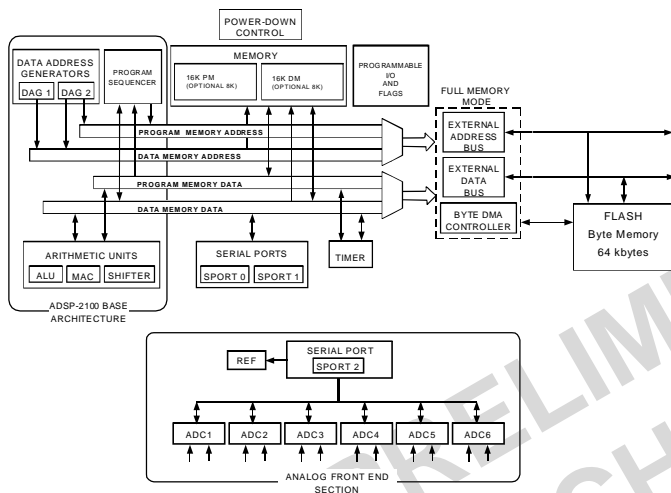 POWER-DOWN
CONTROL
DATA ADDRESS
GENERATORS
DAG 1
DAG 2
PROGRAM
SEQUENCER
MEMORY
16K PM
(OPTIONAL 8K)
16K DM
(OPTIONAL 8K)
PROGRAMMABLE
I/O
AND
FLAGS
FULL MEMORY
MODE
PROGRAM MEMORY ADDRESS
DATA MEMORY ADDRESS
PROGRAM MEMORY DATA
DATA MEMORY DATA
EXTERNAL
ADDRESS
BUS
EXTERNAL
DATA
BUS
BYTE DMA
CONTROLLER
FLASH
Byte Memory
64 kbytes
ARITHMETIC UNITS
ALU
MAC
SHIFTER
SERIAL PORTS
SPORT 0
SPORT 1
TIMER
ADSP-2100 BASE
ARCHITECTURE
REF
SERIAL PORT
SPORT 2
ADC1
ADC2
ADC3
ADC4
ADC5
ADC6
ANALOG FRONT END
SECTION